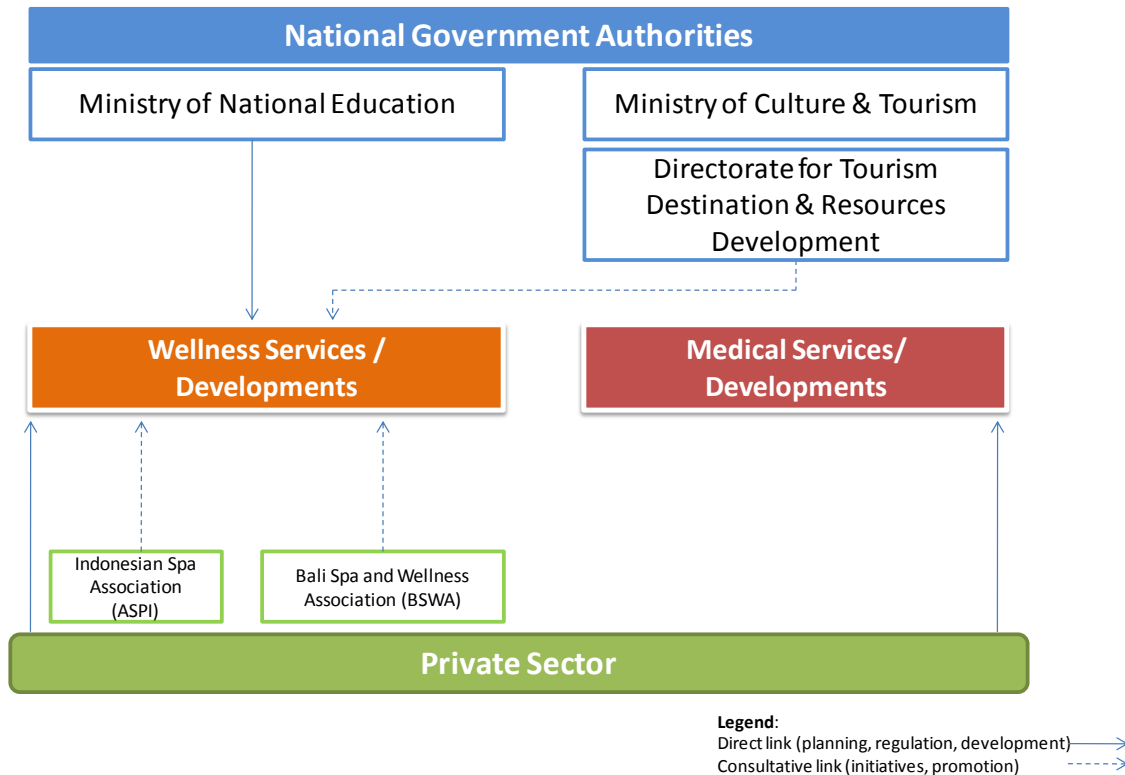 National Government Authorities
Ministry of National Education
Ministry of Culture & Tourism
Directorate for Tourism
Destination & Resources
Development
Wellness Services /
Developments
Medical Services/
Developments
Indonesian Spa
Association
(ASPI)
Bali Spa and Wellness
Association (BSWA)
Private Sector
Legend:
Direct link (planning, regulation, development)
Consultative link (initiatives, promotion)